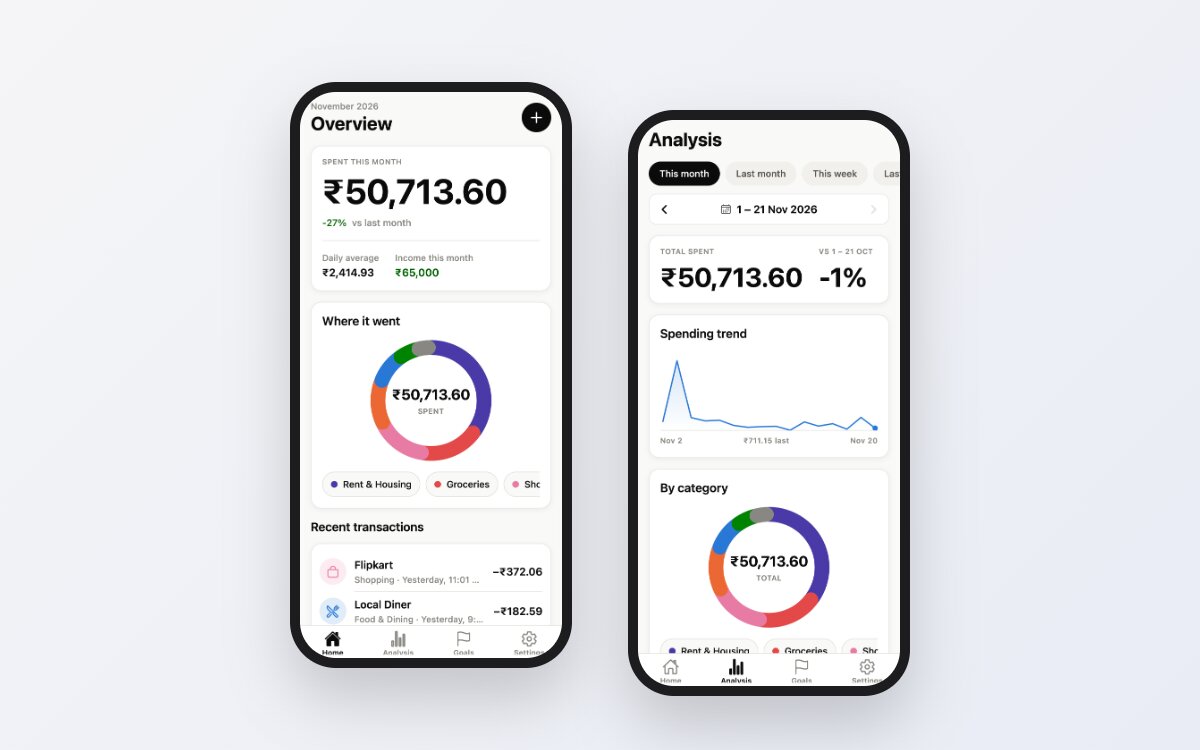 November 2026
Overview
SPENT THIS MONTH
₹50,713.60
-27% vs last month
Daily average
Income this month
₹2,414.93
₹65,000
Where it went
₹50,713.60
SPENT
Rent & Housing
Groceries
Sho
Recent transactions
Flipkart
−₹372.06
Shopping · Yesterday, 11:01 ...
Local Diner
−₹182.59
Food & Dining · Yesterday, 9:...
Home
Analysis
Goals
Settings
Analysis
This month
Last month
This week
Las
1 – 21 Nov 2026
TOTAL SPENT
VS 1 – 21 OCT
₹50,713.60
-1%
Spending trend
Nov 2
₹711.15 last
Nov 20
By category
₹50,713.60
TOTAL
Rent & Housing
Groceries
Sho
Home
Analysis
Goals
Settings